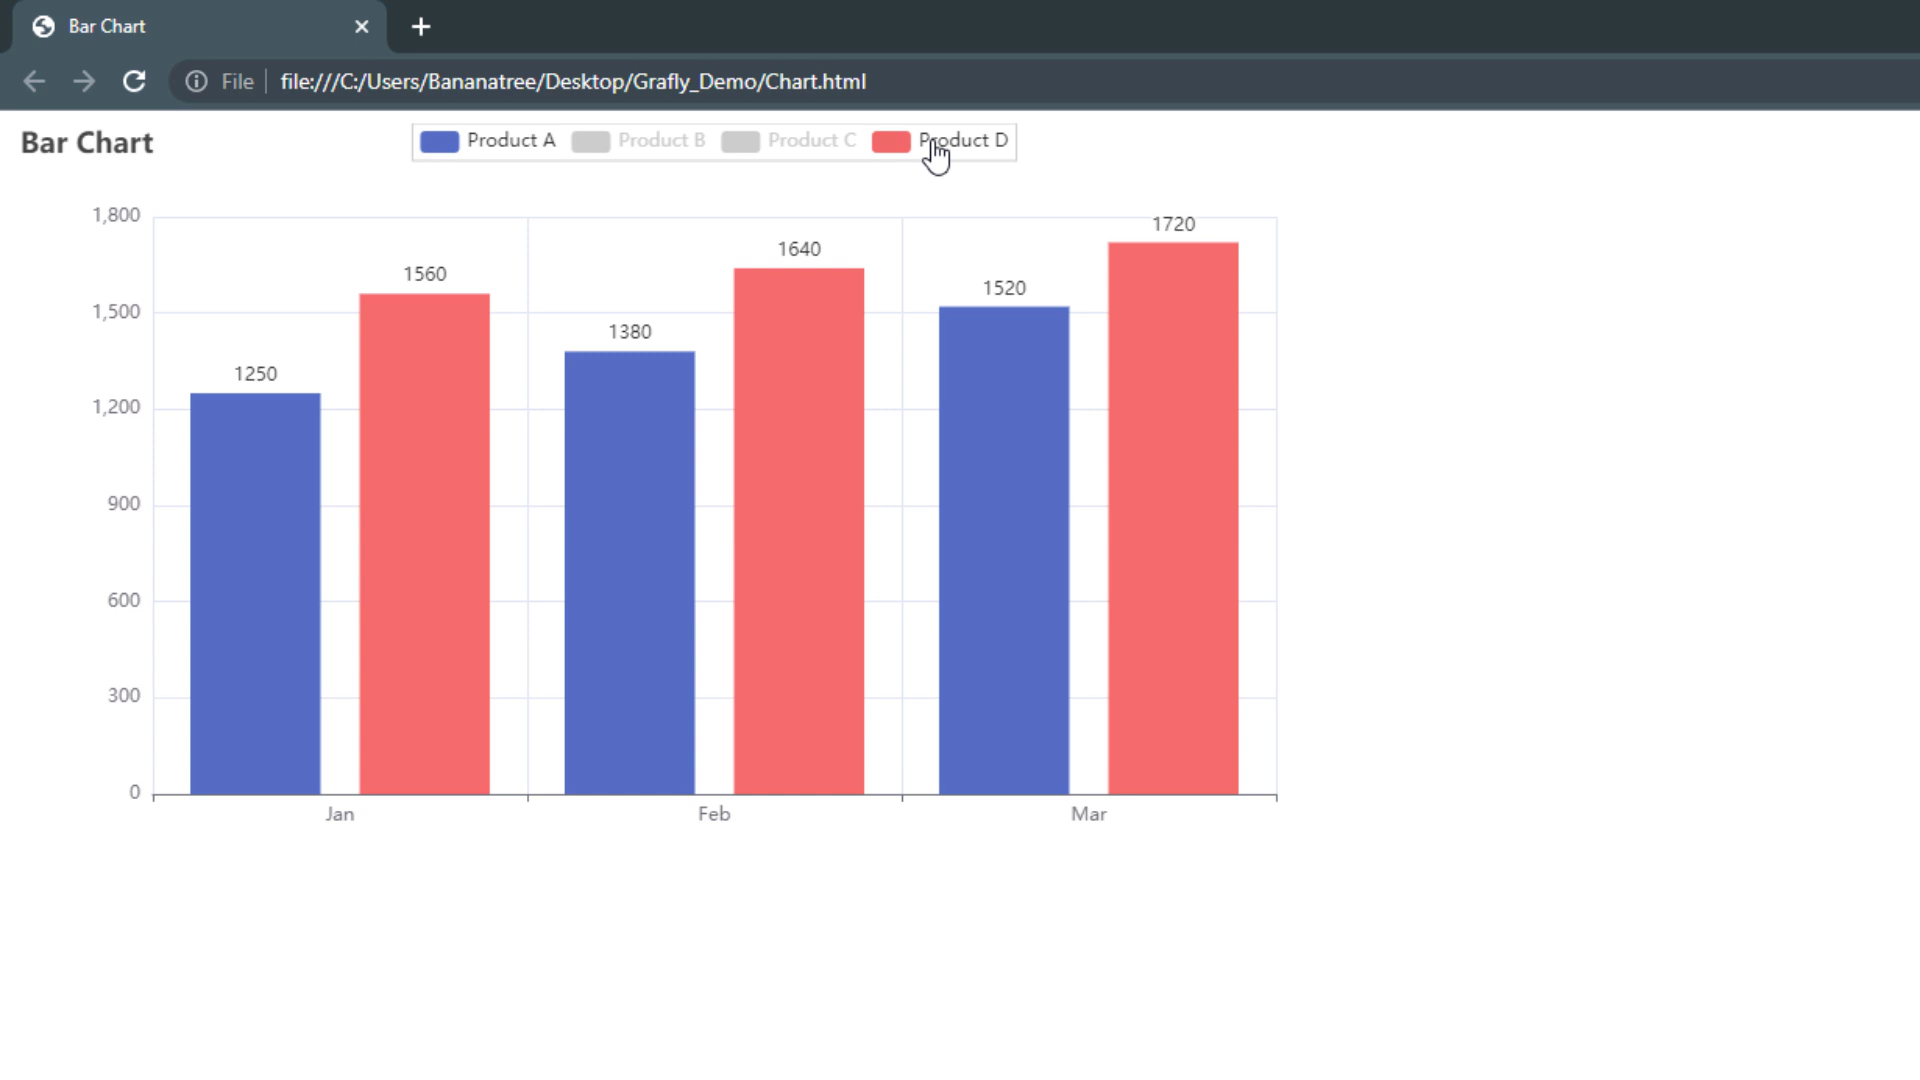 Bar Chart
File file:///C:/Users/Bananatree/Desktop/Grafly_Demo/Chart.html
Bar Chart
Product A Product B Product C Product D
1,800
1,500
1,200
900
600
300
0
1250
1560
1380
1640
1520
1720
Jan Feb Mar